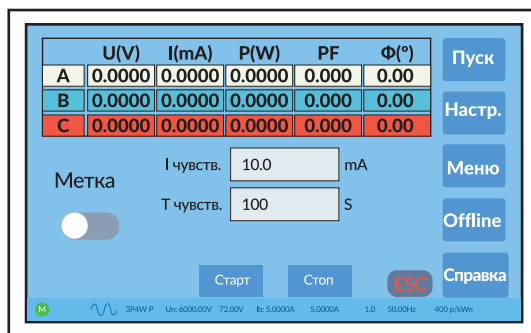 U(V) I(mA) P(W) PF Φ(°)
A 0.0000 0.0000 0.0000 0.000 0.00
B 0.0000 0.0000 0.0000 0.000 0.00
C 0.0000 0.0000 0.0000 0.000 0.00
Пуск
Настр.
Меню
Offline
Справка
Метка
I чувств. 10.0 mA
T чувств. 100 S
Старт Стоп ESC
M 3P4W P Un: 6000.00V 72.00V Ib: 5.0000A 5.0000A 1.0 50.00Hz 400 p/kWn